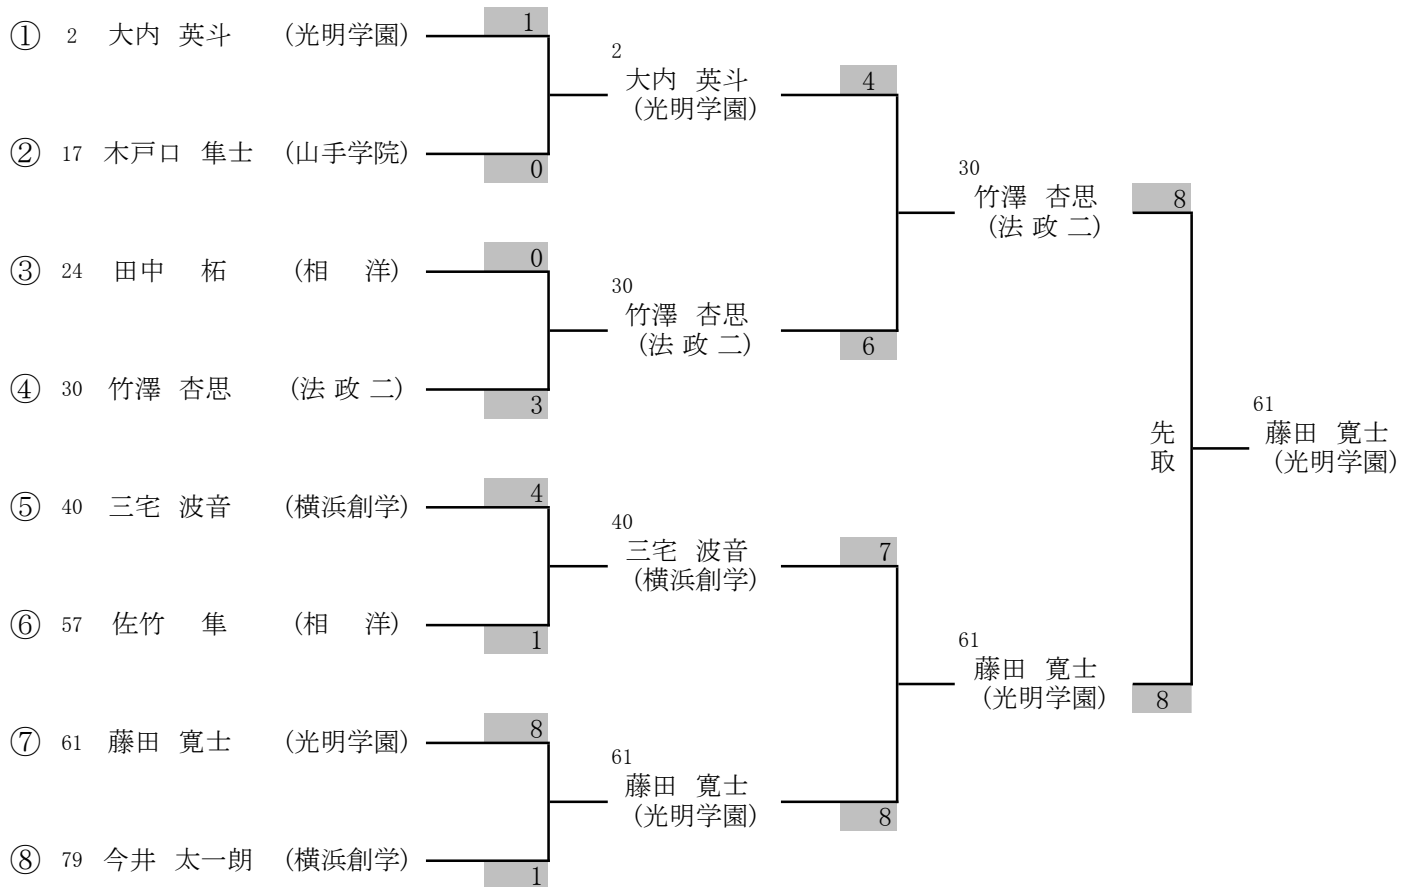 ① 2 大内 英斗 (光明学園) 1
2
大内 英斗 4
(光明学園)
② 17 木戸口 隼士 (山手学院) 0
30
竹澤 杏思 8
(法 政 二)
③ 24 田中 柘 (相 洋) 0
30
竹澤 杏思
(法 政 二) 6
④ 30 竹澤 杏思 (法 政 二) 3
先取
61
藤田 寛士
(光明学園)
⑤ 40 三宅 波音 (横浜創学) 4
40
三宅 波音 7
(横浜創学)
⑥ 57 佐竹 隼 (相 洋) 1
61
藤田 寛士
(光明学園) 8
⑦ 61 藤田 寛士 (光明学園) 8
61
藤田 寛士
(光明学園) 8
⑧ 79 今井 太一朗 (横浜創学) 1